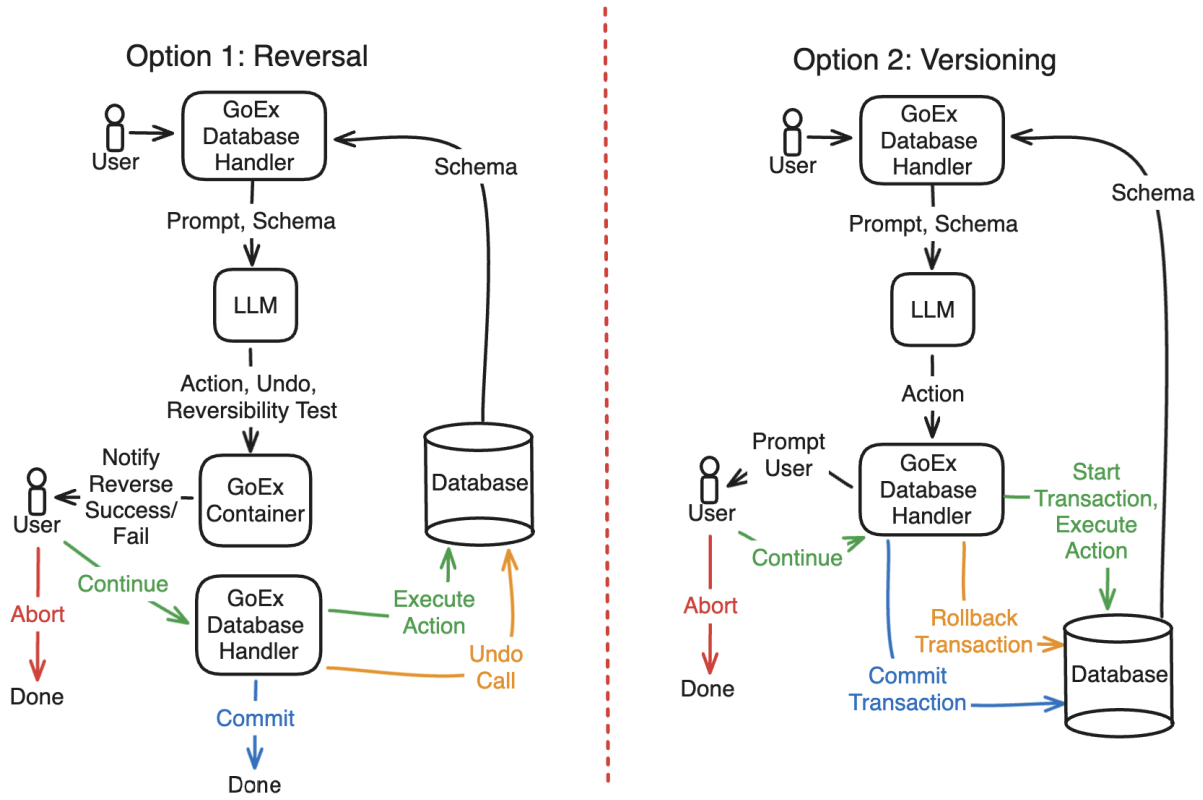 Option 1: Reversal
User
GoEx
Database
Handler
Schema
Prompt, Schema
LLM
Action, Undo,
Reversibility Test
Notify
Reverse
Success/
Fail
User
GoEx
Container
Database
Continue
Abort
Done
GoEx
Database
Handler
Execute
Action
Undo
Call
Commit
Done
Option 2: Versioning
User
GoEx
Database
Handler
Schema
Prompt, Schema
LLM
Action
Prompt
User
User
GoEx
Database
Handler
Start
Transaction,
Execute
Action
Continue
Abort
Done
Rollback
Transaction
Commit
Transaction
Database